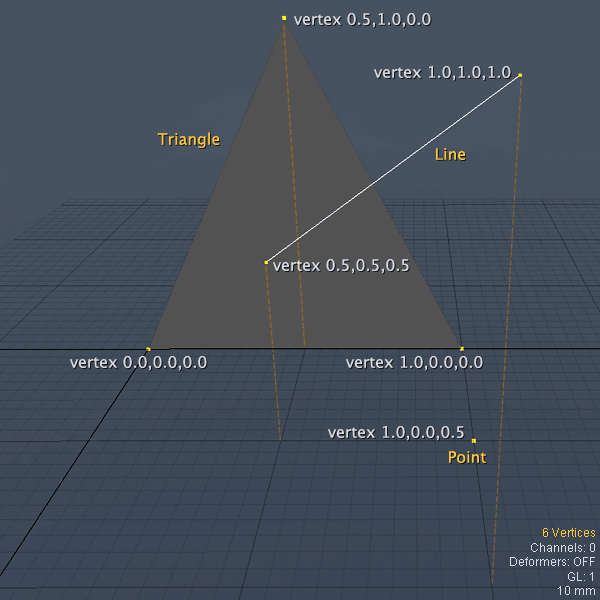 vertex 0.5,1.0,0.0
vertex 1.0,1.0,1.0
Triangle
Line
vertex 0.5,0.5,0.5
vertex 0.0,0.0,0.0
vertex 1.0,0.0,0.0
vertex 1.0,0.0,0.5
Point
6 Vertices
Channels: 0
Deformers: OFF
GL: 1
10 mm